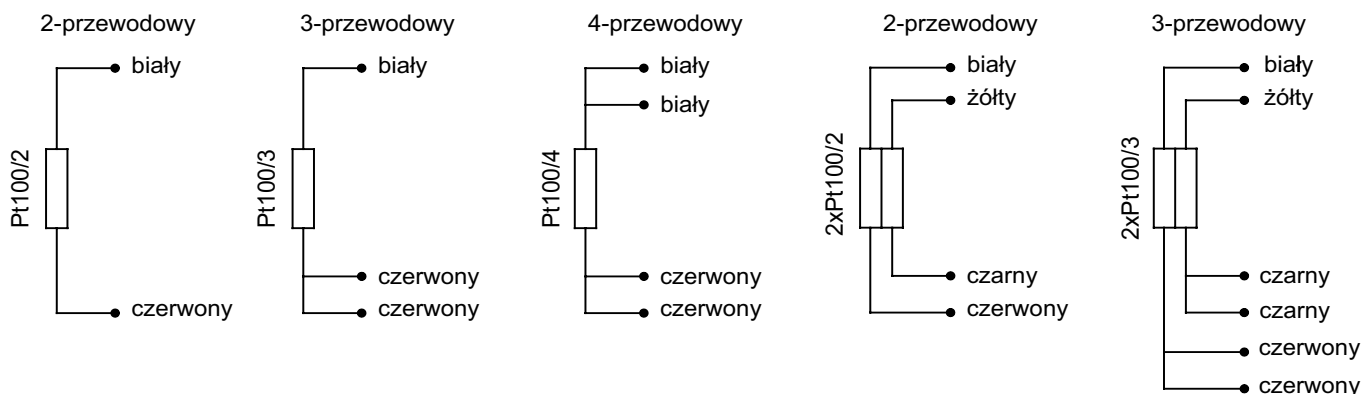 2-przewodowy
biały
Pt100/2
czerwony
3-przewodowy
biały
Pt100/3
czerwony
czerwony
4-przewodowy
biały
biały
Pt100/4
czerwony
czerwony
2-przewodowy
biały
żółty
2xPt100/2
czarny
czerwony
3-przewodowy
biały
żółty
2xPt100/3
czarny
czarny
czerwony
czerwony